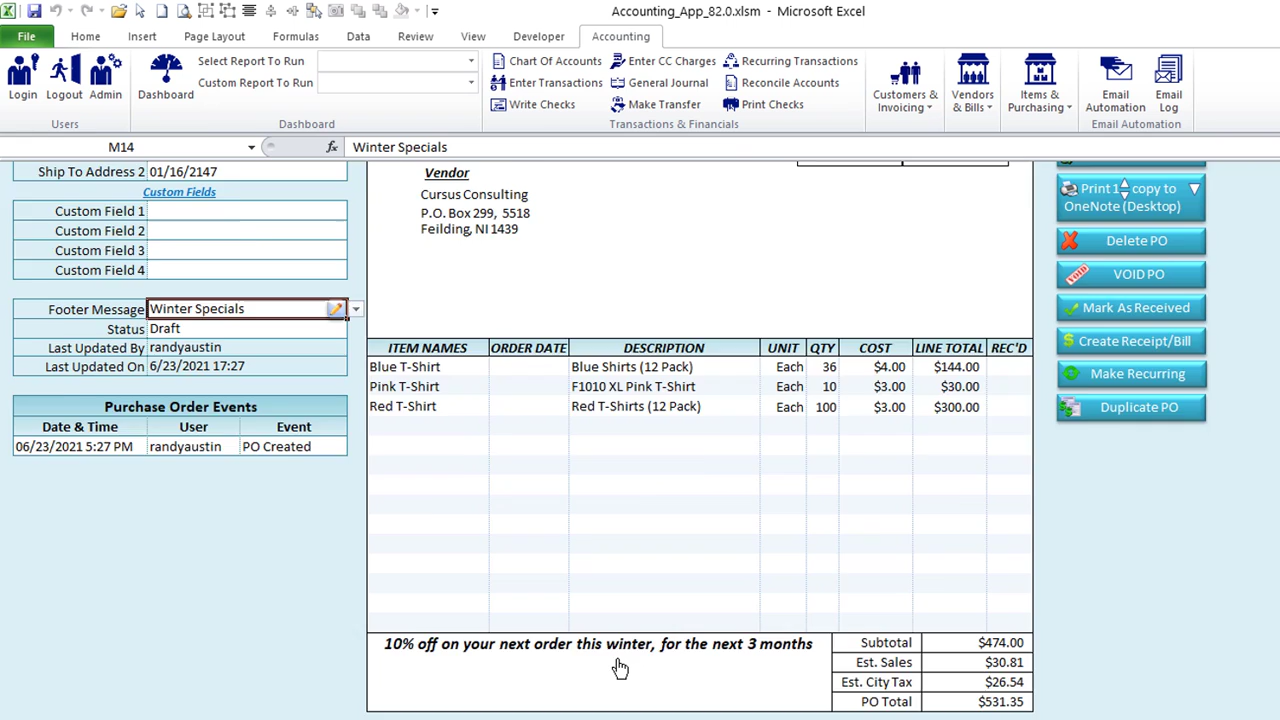 Accounting_App_82.0.xlsm - Microsoft Excel
File Home Insert Page Layout Formulas Data Review View Developer Accounting
Select Report To Run
Custom Report To Run
Chart Of Accounts Enter CC Charges Recurring Transactions
Enter Transactions General Journal Reconcile Accounts
Write Checks Make Transfer Print Checks
Login Logout Admin Dashboard
Customers & Invoicing
Vendors & Bills
Items & Purchasing
Email Automation
Email Log
Users Dashboard Transactions & Financials Email Automation
M14 fx Winter Specials
Ship To Address 2 01/16/2147
Custom Fields
Custom Field 1
Custom Field 2
Custom Field 3
Custom Field 4
Footer Message Winter Specials
Status Draft
Last Updated By randyaustin
Last Updated On 6/23/2021 17:27
Purchase Order Events
Date & Time User Event
06/23/2021 5:27 PM randyaustin PO Created
Vendor
Cursus Consulting
P.O. Box 299, 5518
Feilding, NI 1439
ITEM NAMES ORDER DATE DESCRIPTION UNIT QTY COST LINE TOTAL REC'D
Blue T-Shirt Blue Shirts (12 Pack) Each 36 $4.00 $144.00
Pink T-Shirt F1010 XL Pink T-Shirt Each 10 $3.00 $30.00
Red T-Shirt Red T-Shirts (12 Pack) Each 100 $3.00 $300.00
10% off on your next order this winter, for the next 3 months
Subtotal $474.00
Est. Sales $30.81
Est. City Tax $26.54
PO Total $531.35
Print 1 copy to
OneNote (Desktop)
Delete PO
VOID PO
Mark As Received
Create Receipt/Bill
Make Recurring
Duplicate PO